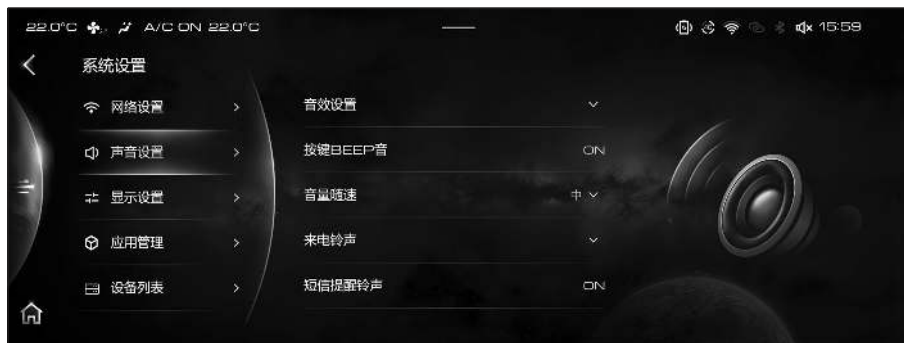 22.0°C A/C ON 22.0°C 15:59
系统设置
网络设置
声音设置
显示设置
应用管理
设备列表
音效设置
按键BEEP音 ON
音量随速 中
来电铃声
短信提醒铃声 ON